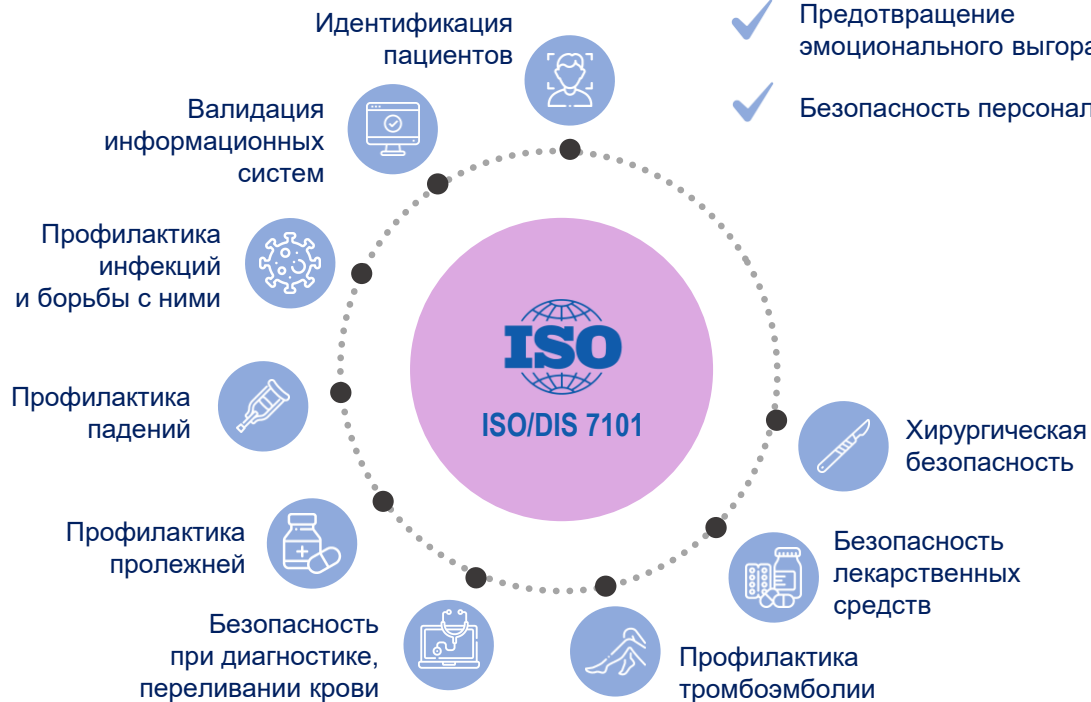 Идентификация
пациентов
Предотвращение
эмоционального
Безопасность
Валидация
информационных
систем
Профилактика
инфекций
и борьбы с ними
Профилактика
падений
Профилактика
пролежней
Безопасность
при диагностике,
переливании крови
Профилактика
тромбоэмболии
Безопасность
лекарственных
средств
Хирургическая
безопасность
ISO
ISO/DIS 7101